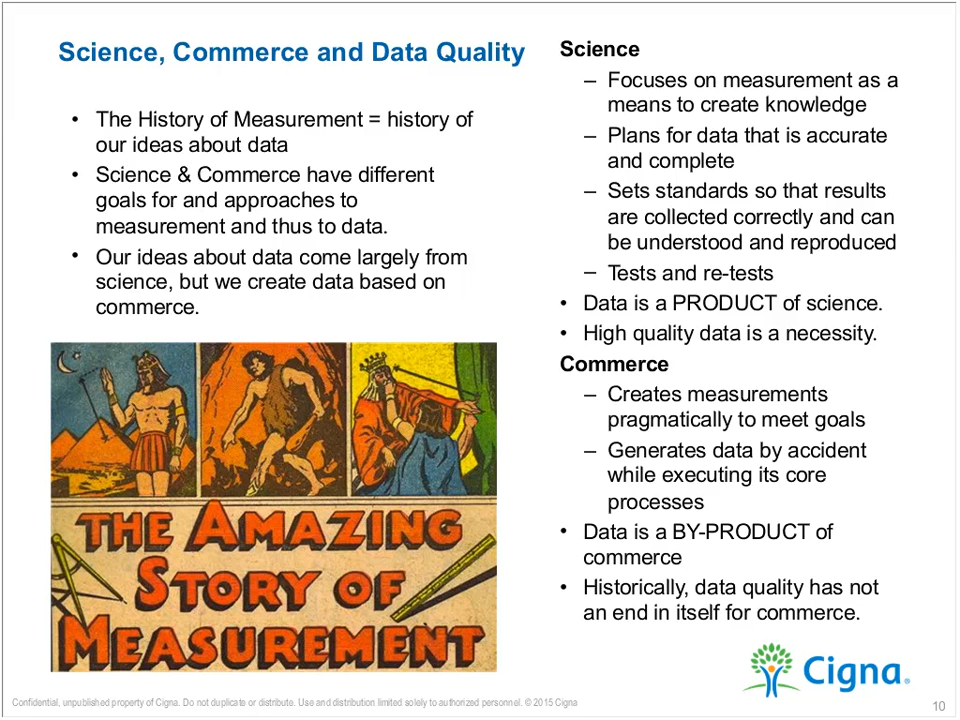 Science, Commerce and Data Quality
• The History of Measurement = history of
our ideas about data
• Science & Commerce have different
goals for and approaches to
measurement and thus to data.
• Our ideas about data come largely from
science, but we create data based on
commerce.
THE AMAZING
STORY OF
MEASUREMENT
Science
– Focuses on measurement as a
means to create knowledge
– Plans for data that is accurate
and complete
– Sets standards so that results
are collected correctly and can
be understood and reproduced
– Tests and re-tests
• Data is a PRODUCT of science.
• High quality data is a necessity.
Commerce
– Creates measurements
pragmatically to meet goals
– Generates data by accident
while executing its core
processes
• Data is a BY-PRODUCT of
commerce
• Historically, data quality has not
an end in itself for commerce.
Cigna®
Confidential, unpublished property of Cigna. Do not duplicate or distribute. Use and distribution limited solely to authorized personnel. © 2015 Cigna
10